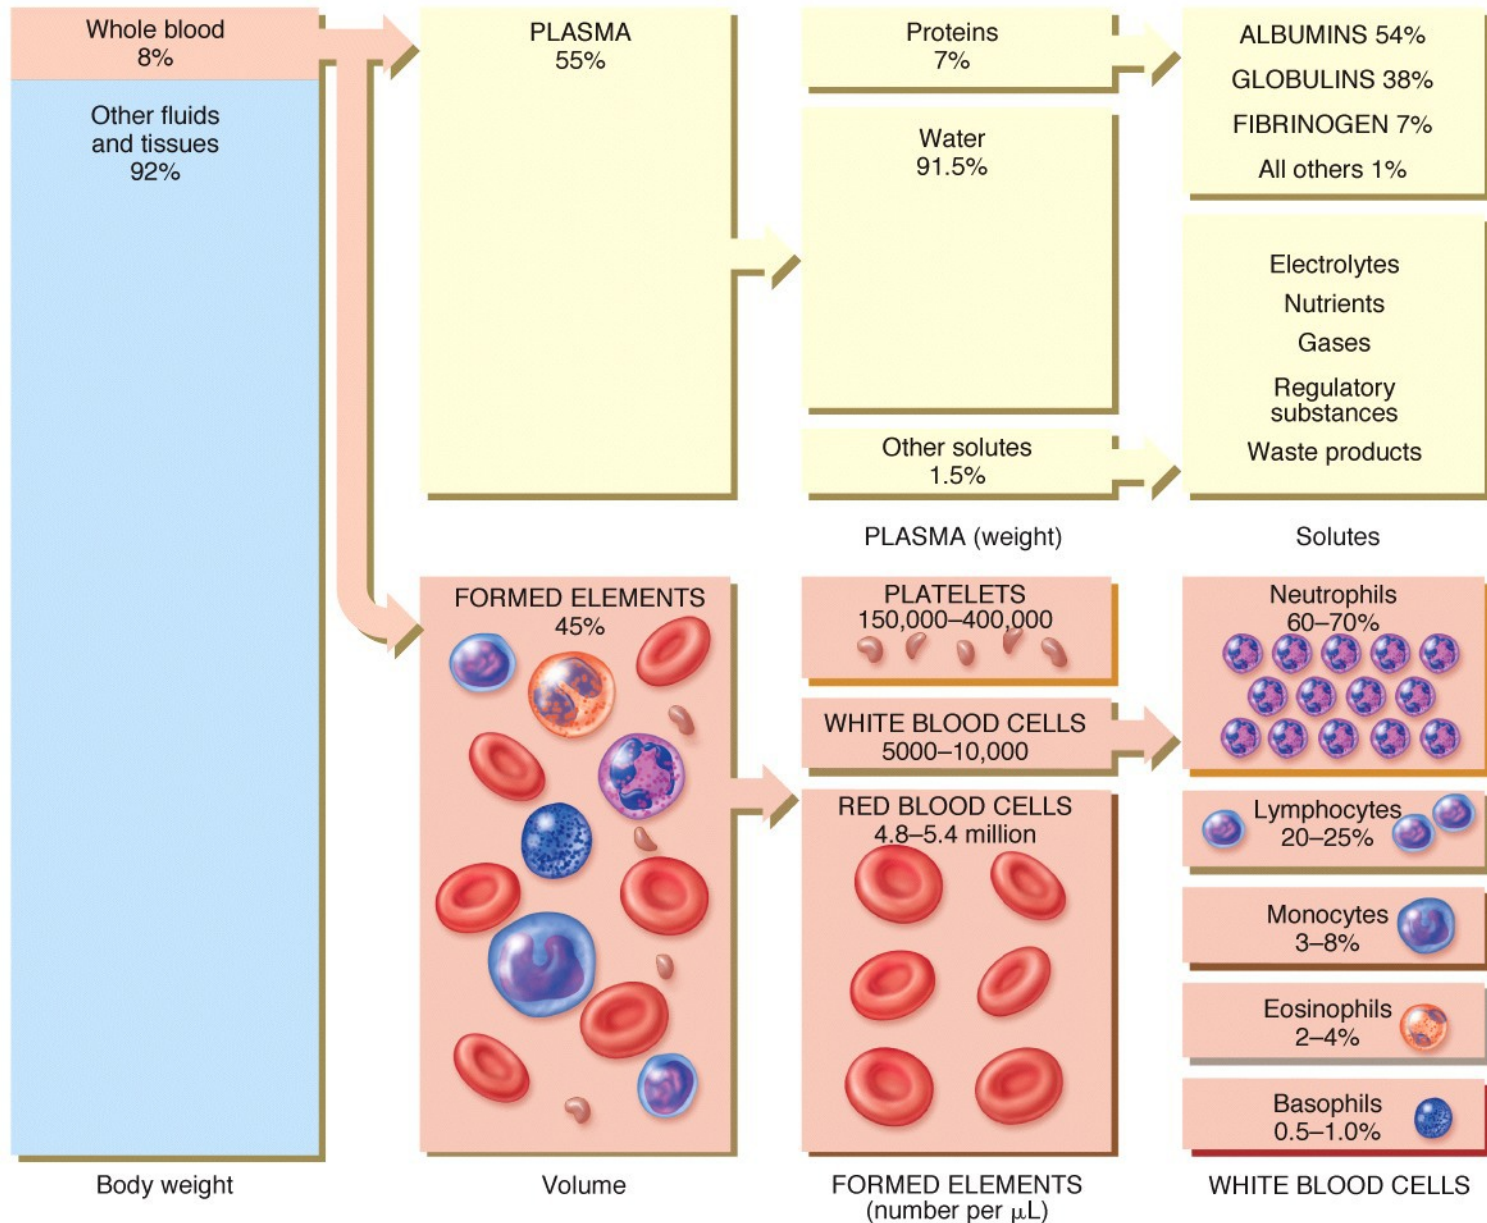 Whole blood
8%
Other fluids
and tissues
92%
Body weight
PLASMA
55%
FORMED ELEMENTS
45%
Volume
Proteins
7%
Water
91.5%
Other solutes
1.5%
PLASMA (weight)
PLATELETS
150,000–400,000
WHITE BLOOD CELLS
5000–10,000
RED BLOOD CELLS
4.8–5.4 million
FORMED ELEMENTS
(number per μL)
ALBUMINS 54%
GLOBULINS 38%
FIBRINOGEN 7%
All others 1%
Electrolytes
Nutrients
Gases
Regulatory
substances
Waste products
Solutes
Neutrophils
60–70%
Lymphocytes
20–25%
Monocytes
3–8%
Eosinophils
2–4%
Basophils
0.5–1.0%
WHITE BLOOD CELLS